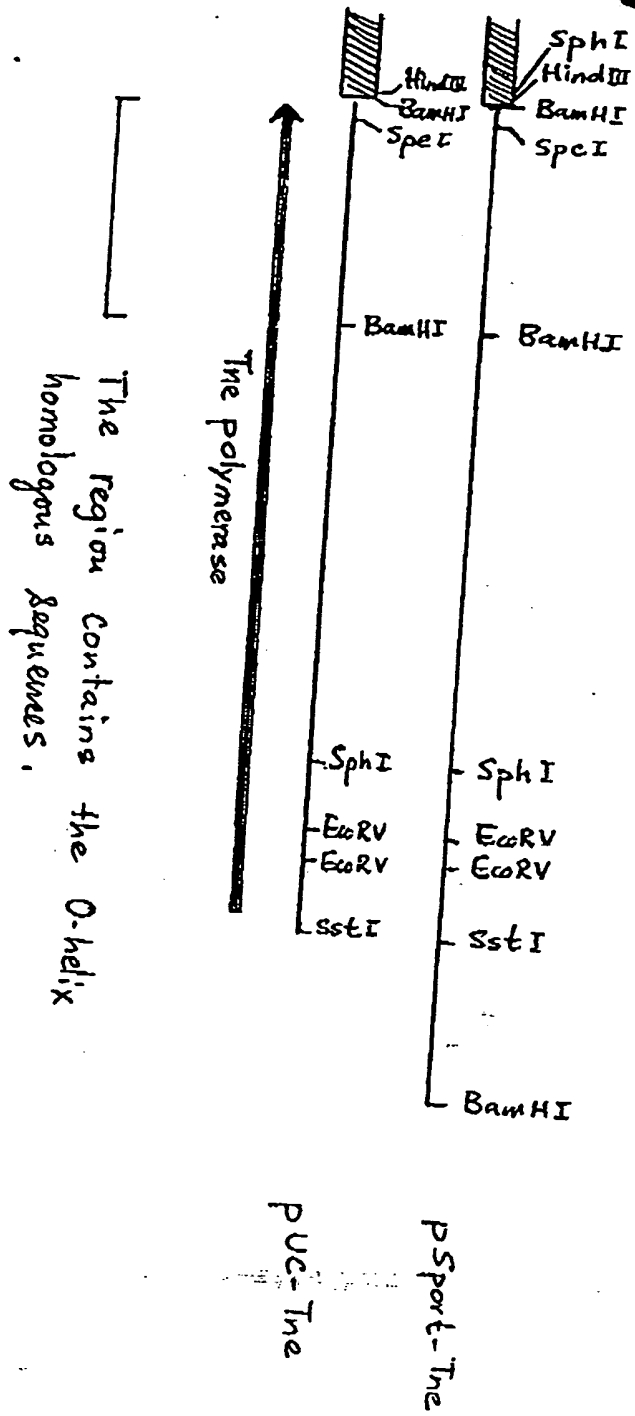 SphI
HindIII
BamHI
SpeI
BamHI
SphI
EcoRV
EcoRV
SstI
BamHI
pSport-Tne
HindIII
BamHI
SpeI
BamHI
SphI
EcoRV
EcoRV
SstI
pUC-Tne
Tne polymerase
The region contains the O-helix
homologous sequences.